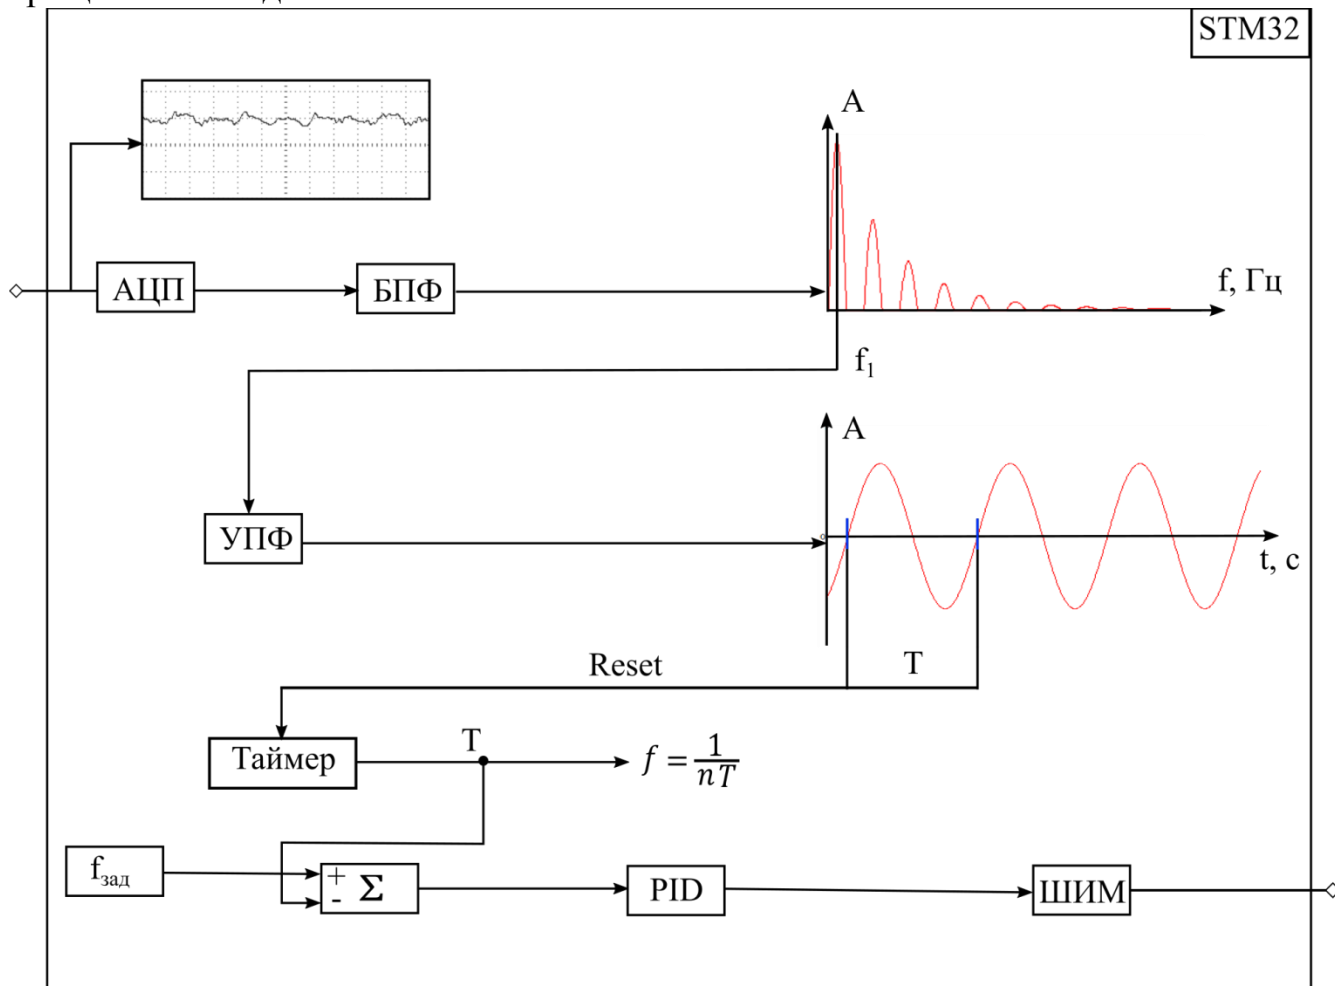 STM32
A
АЦП
БПФ
f, Гц
f₁
A
УПФ
t, c
Reset
T
Таймер
T
f = 1/nT
fзад
+
-
Σ
PID
ШИМ